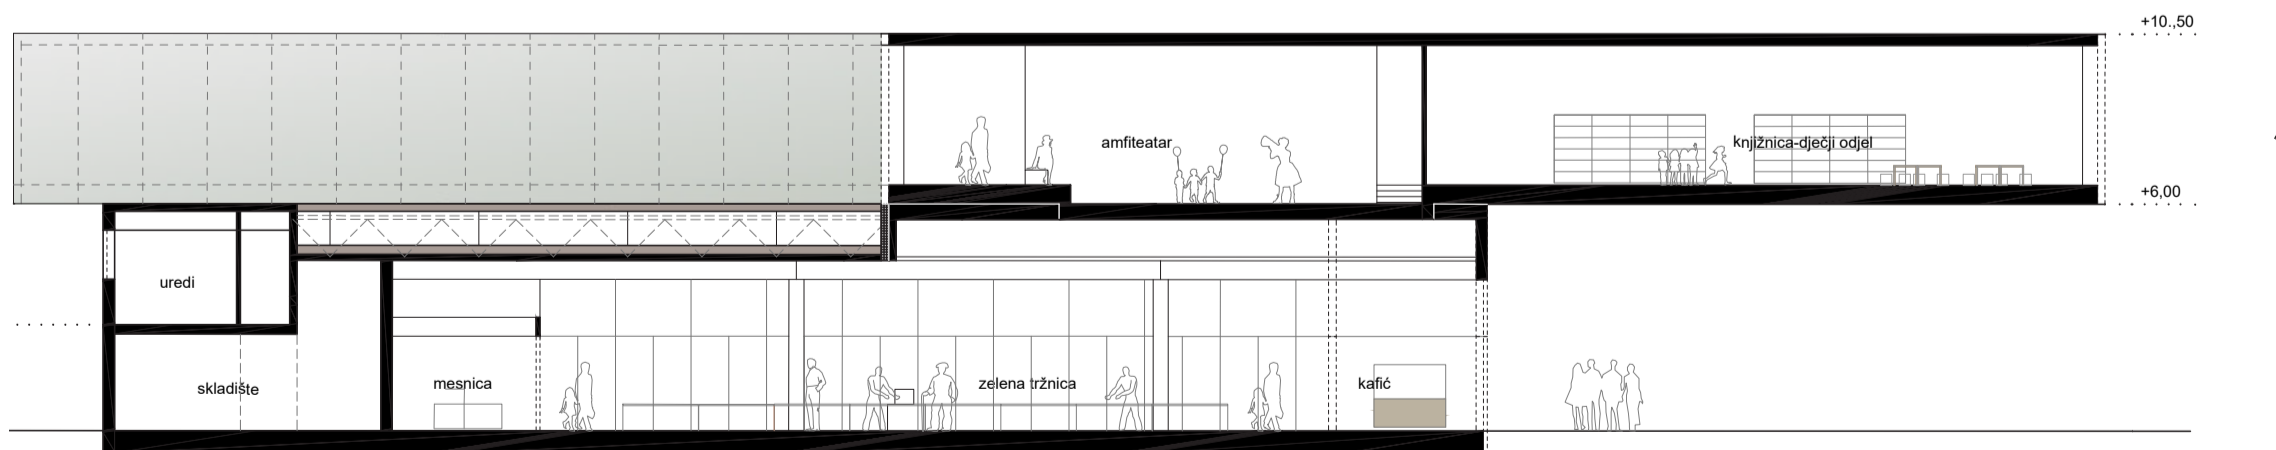 +10.,50
amfiteatar
knjižnica-dječji odjel
+6,00
uredi
skladište
mesnica
zelena tržnica
kafić